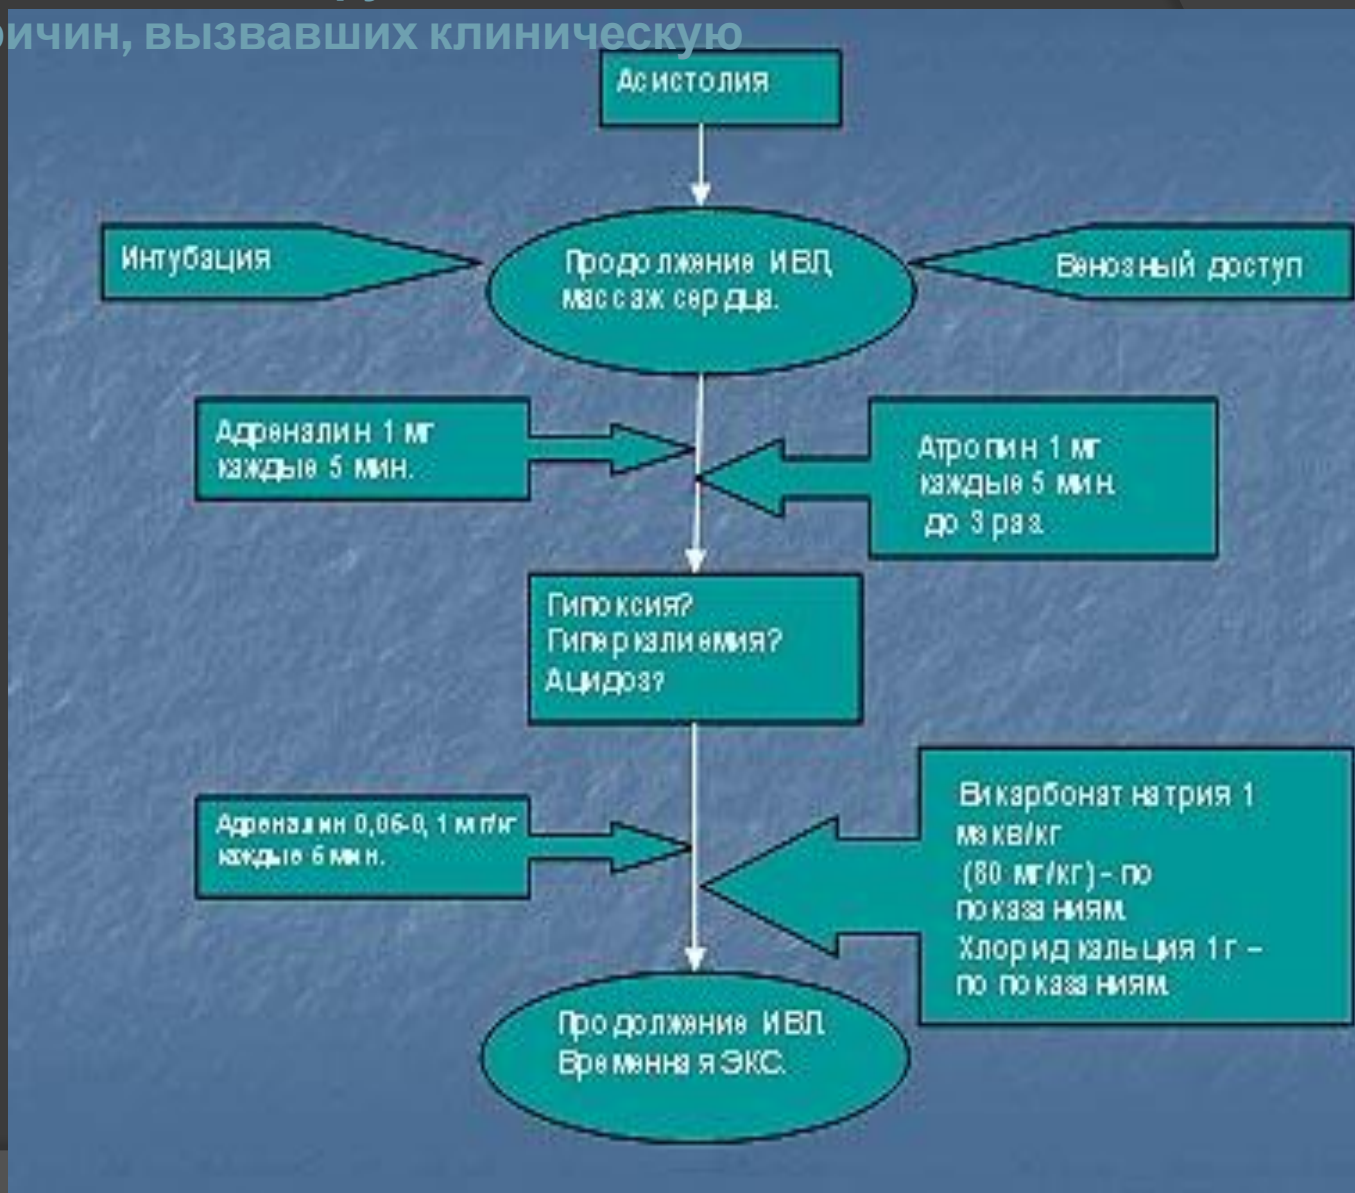 ричин, вызвавших клиническую
Асистолия
Интубация
Продолжение ИВЛ,
массаж сердца.
Венозный доступ
Адреналин 1 мг
каждые 5 мин.
Атропин 1 мг
каждые 5 мин.
до 3 раз.
Гипоксия?
Гиперкалиемия?
Ацидоз?
Адреналин 0,06-0, 1 мг/кг
каждые 5 мин.
Бикарбонат натрия 1
мэкв/кг
(80 мг/кг) – по
показаниям.
Хлорид кальция 1 г –
по показаниям.
Продолжение ИВЛ.
Временная ЭКС.